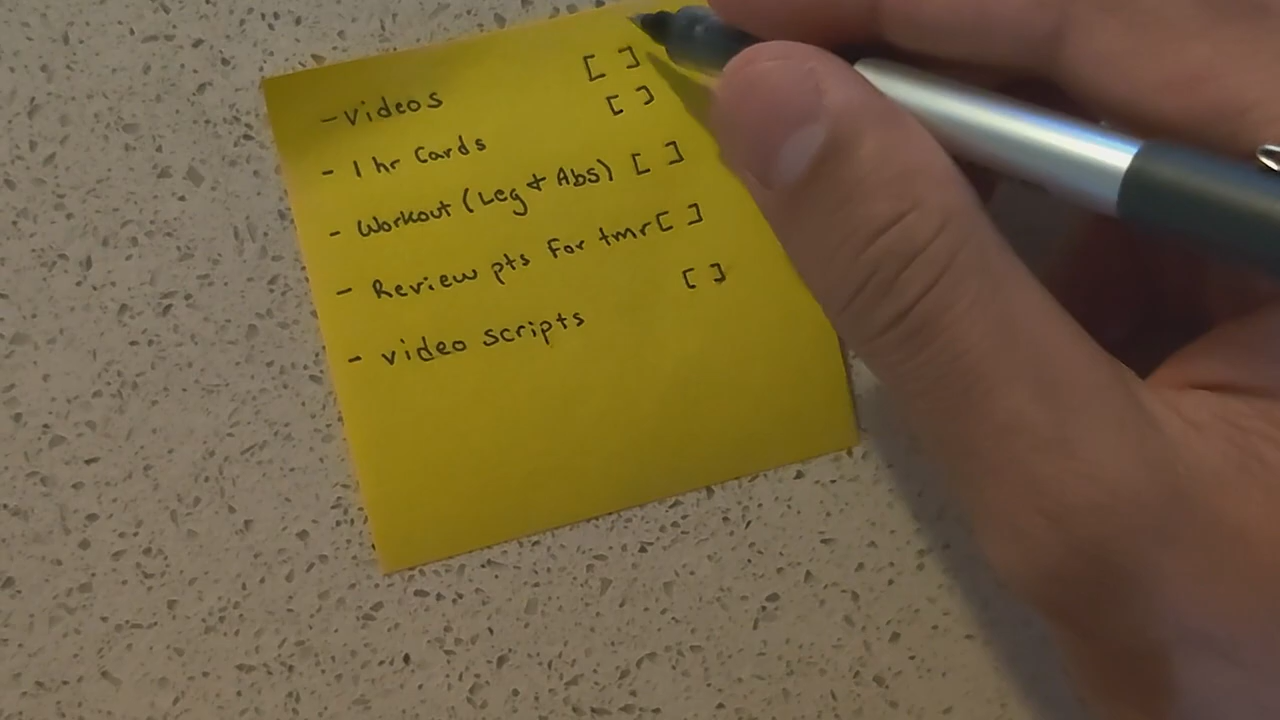 - Videos [ ]
- 1 hr Cards [ ]
- Workout (Leg & Abs) [ ]
- Review pts For tmr [ ]
- video scripts [ ]